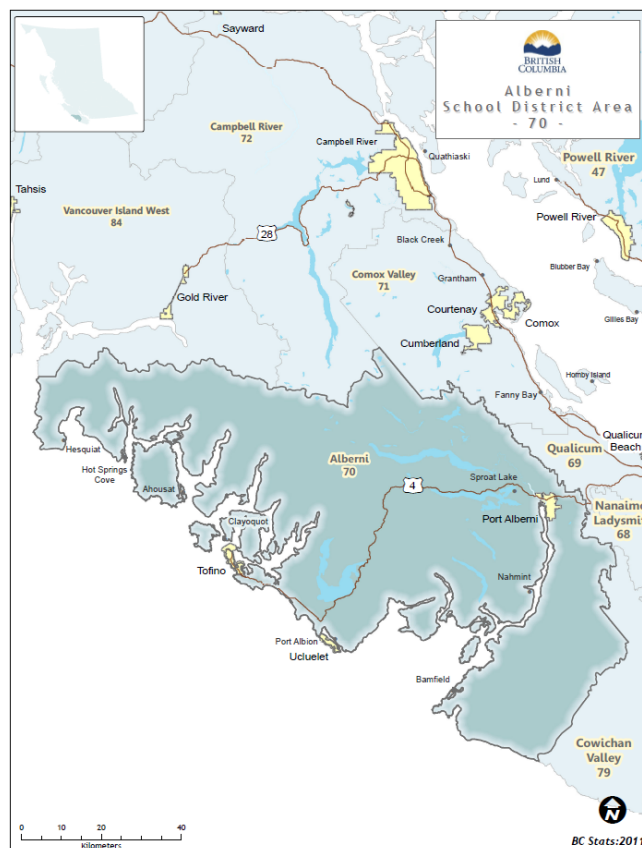 Sayward
BRITISH
COLUMBIA
Alberni
School District Area
- 70 -
Campbell River
72
Campbell River
Quathiaski
Powell River
47
Lund
Tahsis
Vancouver Island West
84
Powell River
28
Black Creek
Blubber Bay
Comox Valley
71
Grantham
Gold River
Courtenay
Comox
Gilles Bay
Cumberland
Hornby Island
Fanny Bay
Qualicum
Beach
Qualicum
69
Hesquiat
Hot Springs
Cove
Alberni
70
Sproat Lake
4
Ahousat
Port Alberni
Nanaimo
Ladysmith
68
Clayoquot
Tofino
Nahmint
Port Albion
Ucluelet
Bamfield
Cowichan
Valley
79
N
0 10 20 40
Kilometers
BC Stats:2011